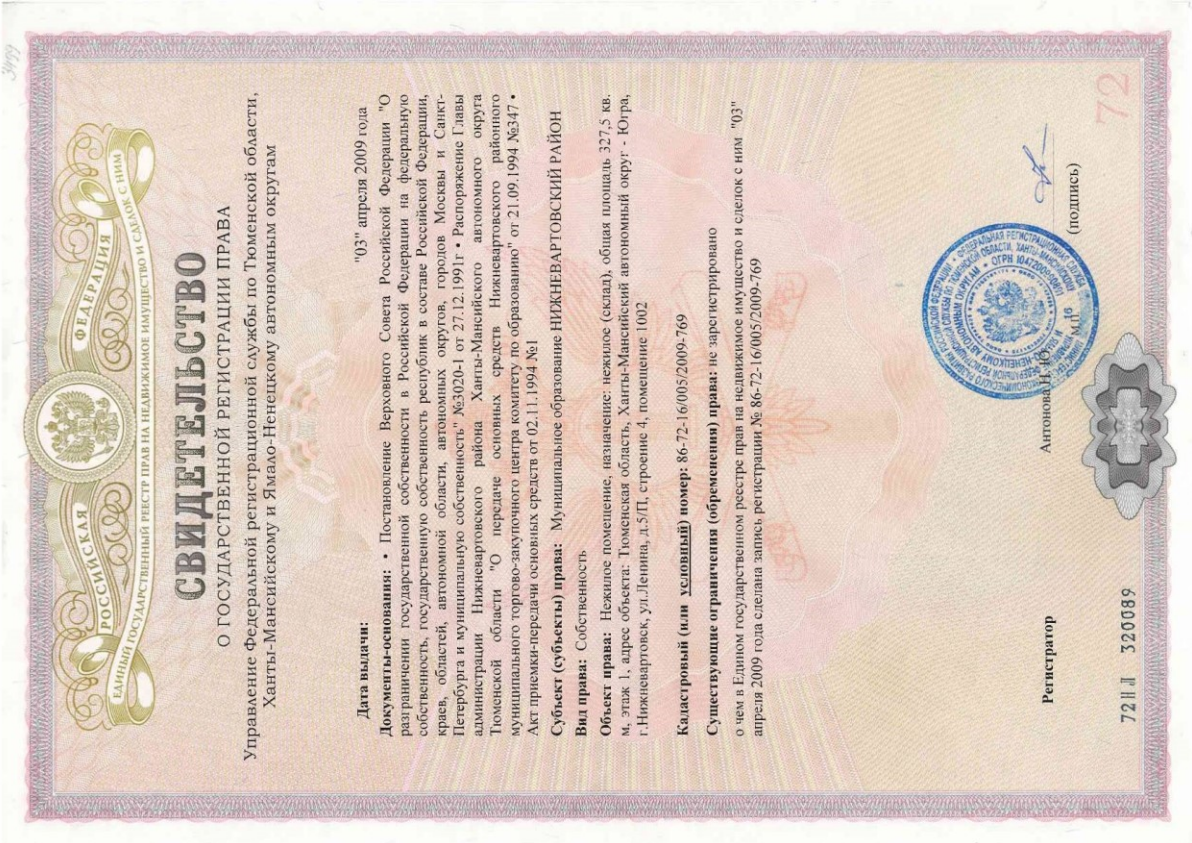 3499
РОССИЙСКАЯ ФЕДЕРАЦИЯ
ЕДИНЫЙ ГОСУДАРСТВЕННЫЙ РЕЕСТР ПРАВ НА НЕДВИЖИМОЕ ИМУЩЕСТВО И СДЕЛОК С НИМ
СВИДЕТЕЛЬСТВО
О ГОСУДАРСТВЕННОЙ РЕГИСТРАЦИИ ПРАВА
Управление Федеральной регистрационной службы по Тюменской области,
Ханты-Мансийскому и Ямало-Ненецкому автономным округам
Дата выдачи: "03" апреля 2009 года
Документы-основания: • Постановление Верховного Совета Российской Федерации "О
разграничении государственной собственности в Российской Федерации на федеральную
собственность, государственную собственность республик в составе Российской Федерации,
краев, областей, автономной области, автономных округов, городов Москвы и Санкт-
Петербурга и муниципальную собственность" №3020-1 от 27.12.1991г • Распоряжение Главы
администрации Нижневартовского района Ханты-Мансийского автономного округа
Тюменской области "О передаче основных средств Нижневартовского районного
муниципального торгово-закупочного центра комитету по образованию" от 21.09.1994 №347 •
Акт приемки-передачи основных средств от 02.11.1994 №1
Субъект (субъекты) права: Муниципальное образование НИЖНЕВАРТОВСКИЙ РАЙОН
Вид права: Собственность
Объект права: Нежилое помещение, назначение: нежилое (склад), общая площадь 327,5 кв.
м, этаж 1, адрес объекта: Тюменская область, Ханты-Мансийский автономный округ - Югра,
г.Нижневартовск, ул.Ленина, д.5/П, строение 4, помещение 1002
Кадастровый (или условный) номер: 86-72-16/005/2009-769
Существующие ограничения (обременения) права: не зарегистрировано
о чем в Едином государственном реестре прав на недвижимое имущество и сделок с ним "03"
апреля 2009 года сделана запись регистрации № 86-72-16/005/2009-769
Регистратор Антонова Н. Ю.
м.п.
(подпись)
72 НЛ 320089
72